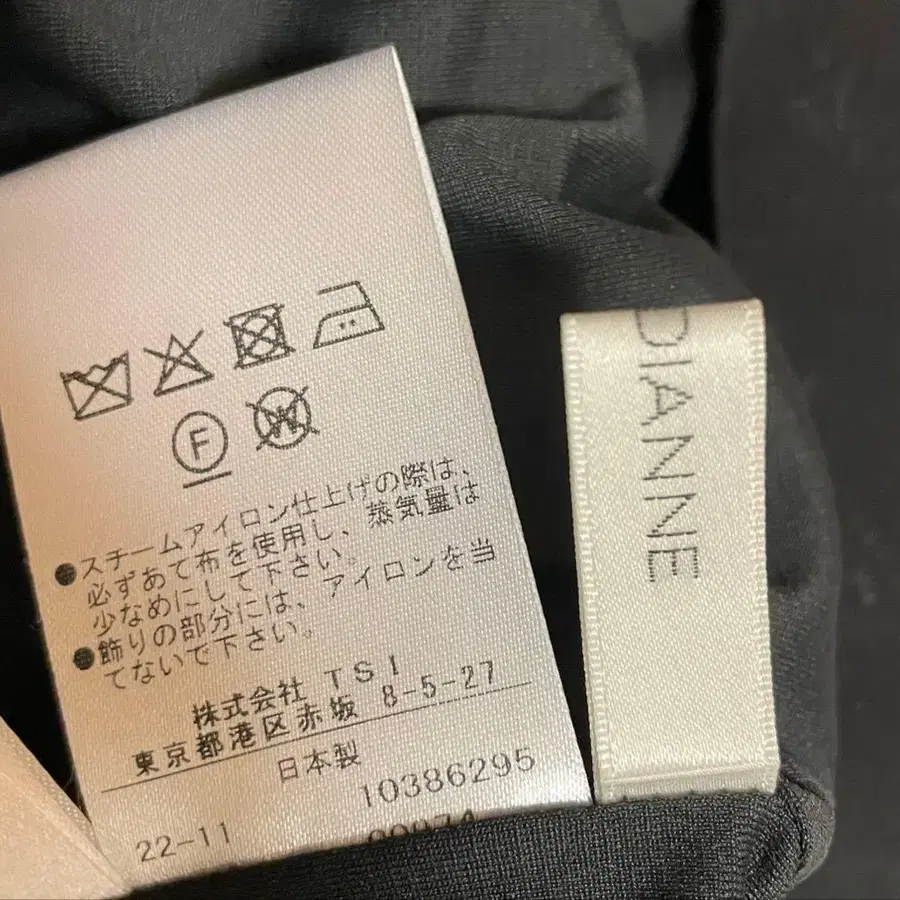 F
W
●スチームアイロン仕上げの際は、
必ずあて布を使用し、蒸気量は
少なめにして下さい。
●飾りの部分には、アイロンを当
てないで下さい。
株式会社 TSI
東京都港区赤坂 8-5-27
日本製
10386295
22-11
DIANNE